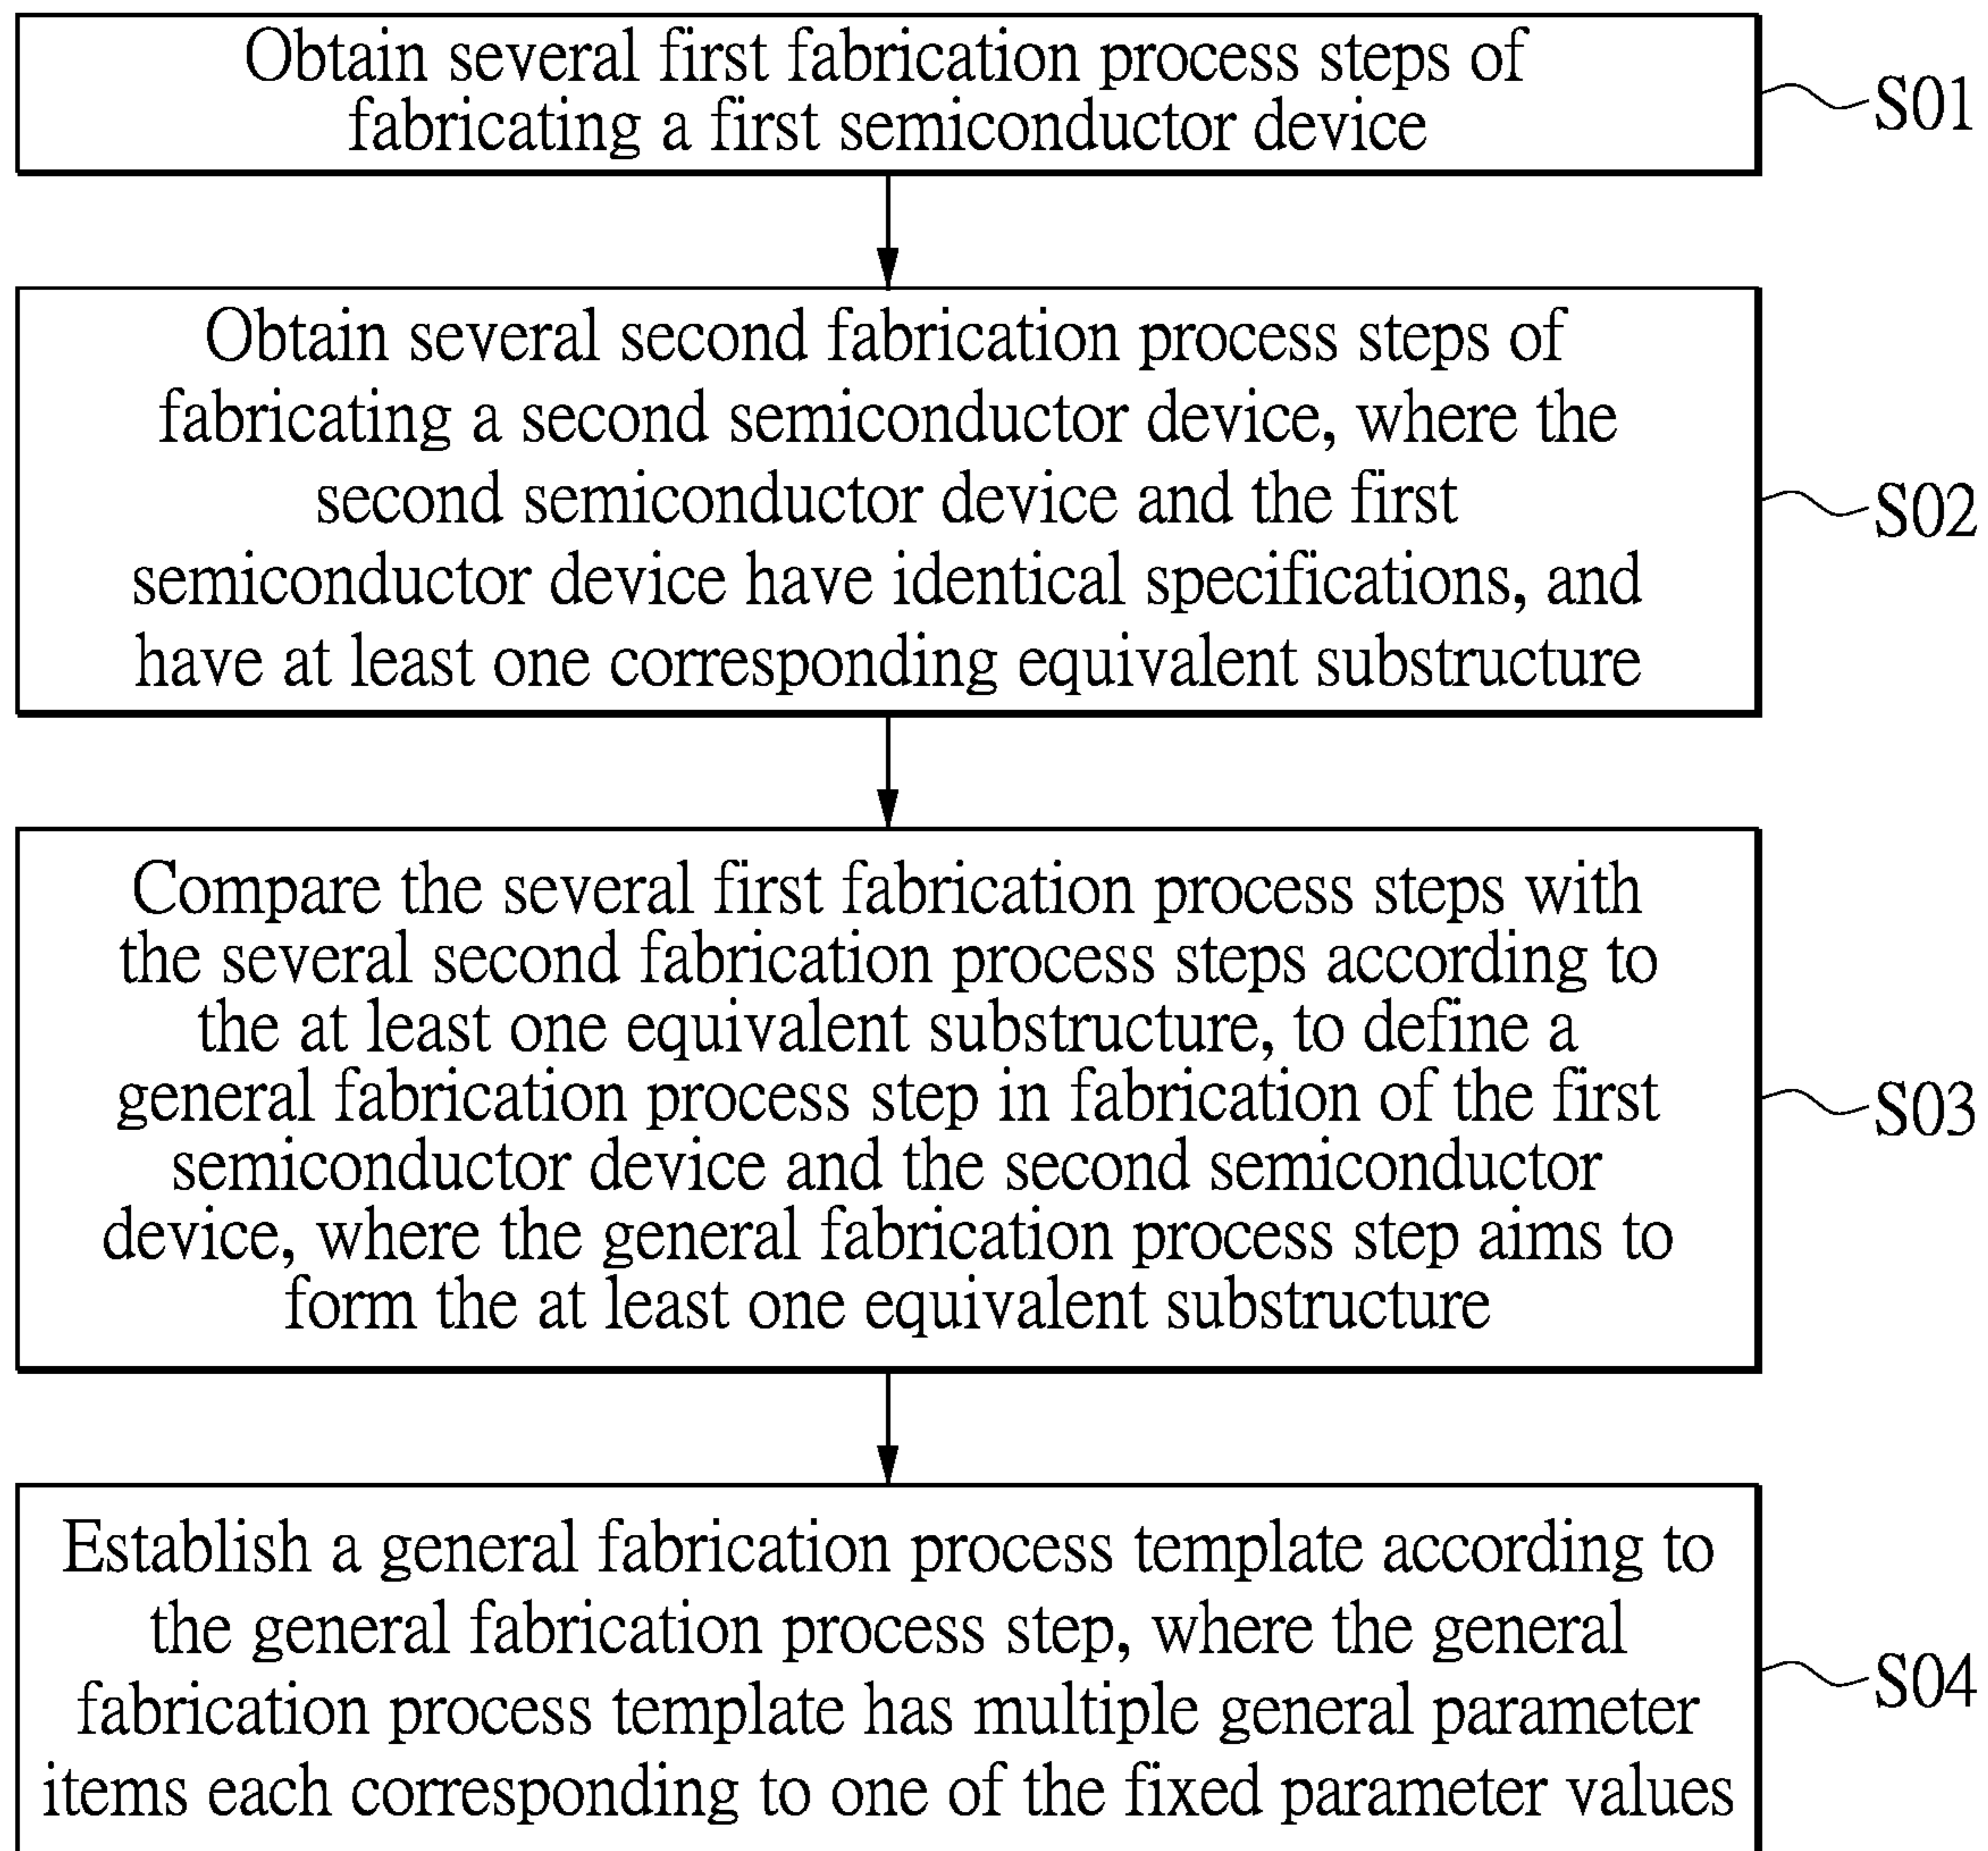 Obtain several first fabrication process steps of
fabricating a first semiconductor device
S01
Obtain several second fabrication process steps of
fabricating a second semiconductor device, where the
second semiconductor device and the first
semiconductor device have identical specifications, and
have at least one corresponding equivalent substructure
S02
Compare the several first fabrication process steps with
the several second fabrication process steps according to
the at least one equivalent substructure, to define a
general fabrication process step in fabrication of the first
semiconductor device and the second semiconductor
device, where the general fabrication process step aims to
form the at least one equivalent substructure
S03
Establish a general fabrication process template according to
the general fabrication process step, where the general
fabrication process template has multiple general parameter
items each corresponding to one of the fixed parameter values
S04